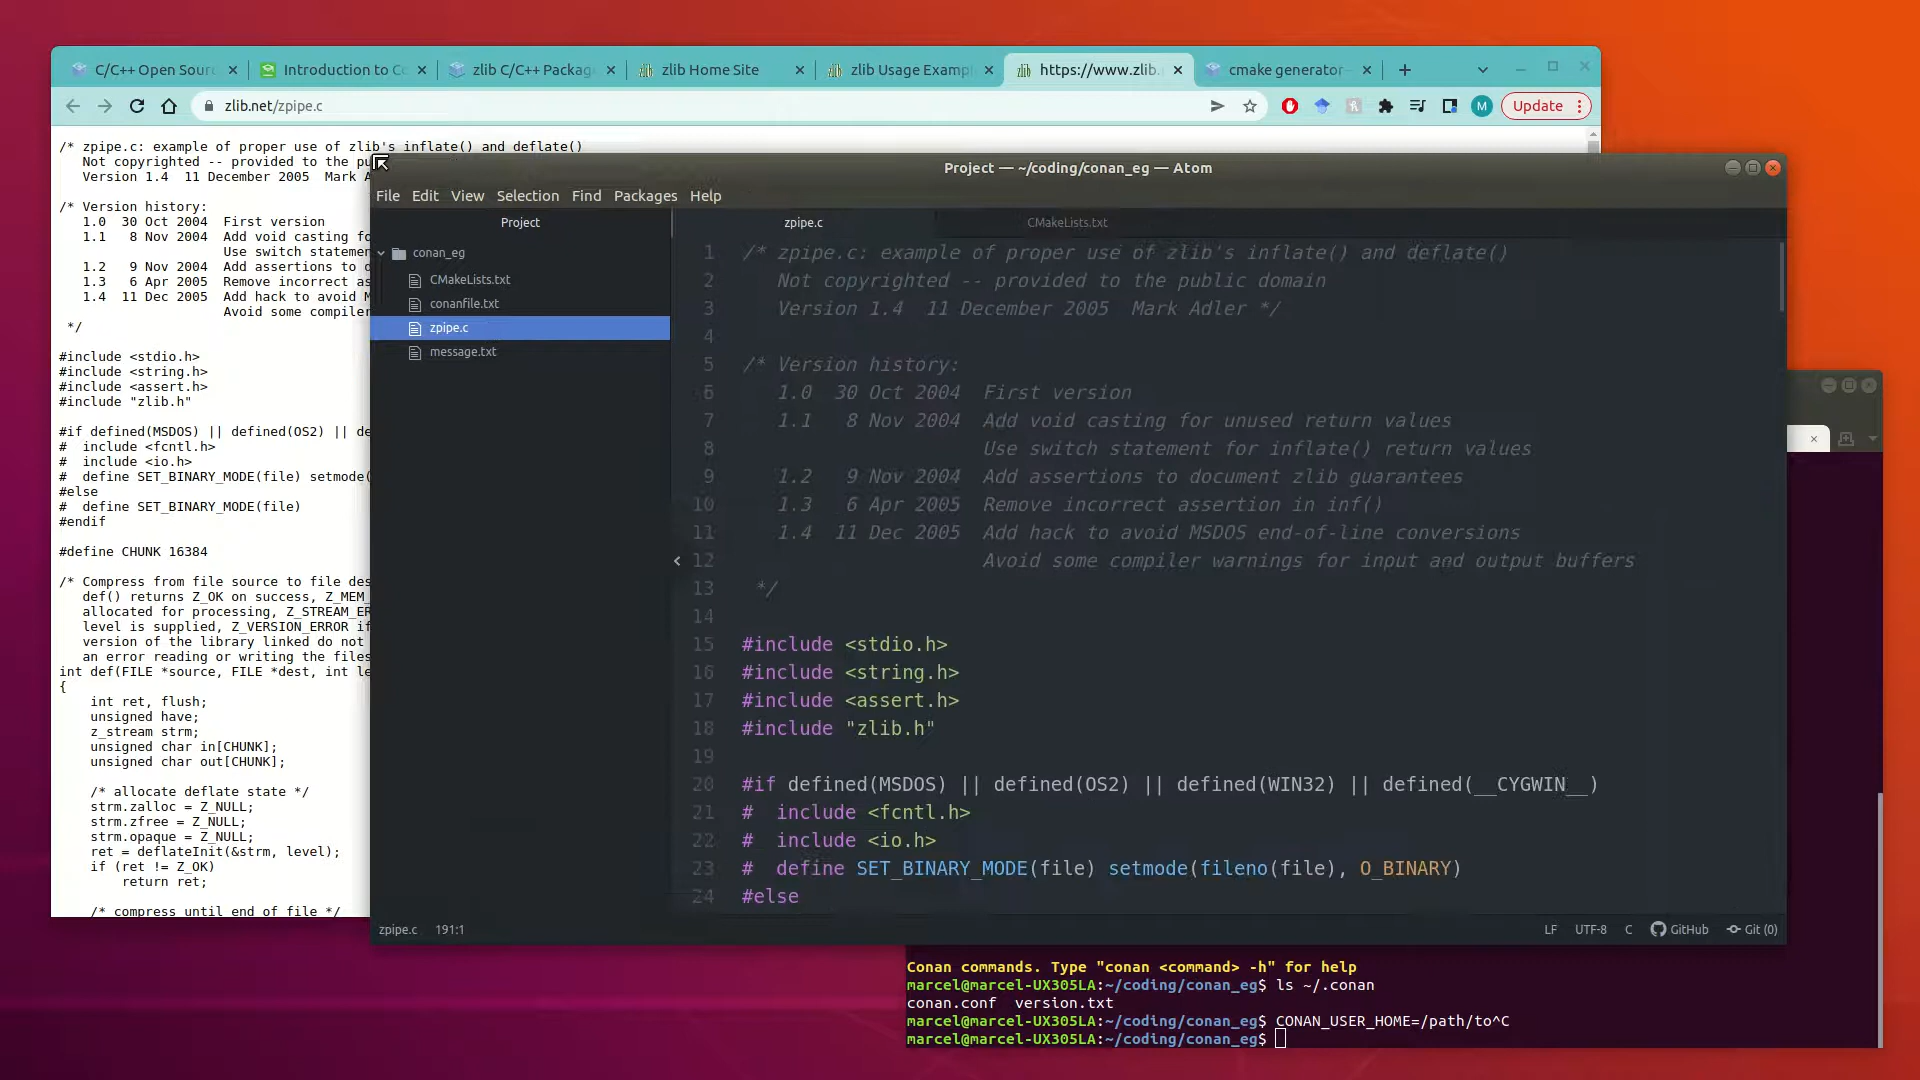 C/C++ Open Sourc
Introduction to Co
zlib C/C++ Packag
zlib Home Site
zlib Usage Exampl
https://www.zlib.
cmake generator
zlib.net/zpipe.c
M
Update
/* zpipe.c: example of proper use of zlib's inflate() and deflate()
Not copyrighted -- provided to the pu
Version 1.4  11 December 2005  Mark A
/* Version history:
1.0  30 Oct 2004  First version
1.1   8 Nov 2004  Add void casting fo
Use switch statemen
1.2   9 Nov 2004  Add assertions to d
1.3   6 Apr 2005  Remove incorrect as
1.4  11 Dec 2005  Add hack to avoid M
Avoid some compiler
*/
#include <stdio.h>
#include <string.h>
#include <assert.h>
#include "zlib.h"
#if defined(MSDOS) || defined(OS2) || de
#  include <fcntl.h>
#  include <io.h>
#  define SET_BINARY_MODE(file) setmode(
#else
#  define SET_BINARY_MODE(file)
#endif
#define CHUNK 16384
/* Compress from file source to file des
def() returns Z_OK on success, Z_MEM_
allocated for processing, Z_STREAM_ER
level is supplied, Z_VERSION_ERROR if
version of the library linked do not
an error reading or writing the files
int def(FILE *source, FILE *dest, int le
{
int ret, flush;
unsigned have;
z_stream strm;
unsigned char in[CHUNK];
unsigned char out[CHUNK];
/* allocate deflate state */
strm.zalloc = Z_NULL;
strm.zfree = Z_NULL;
strm.opaque = Z_NULL;
ret = deflateInit(&strm, level);
if (ret != Z_OK)
return ret;
/* compress until end of file */
Project — ~/coding/conan_eg — Atom
File Edit View Selection Find Packages Help
Project
conan_eg
CMakeLists.txt
conanfile.txt
zpipe.c
message.txt
zpipe.c
CMakeLists.txt
1 /* zpipe.c: example of proper use of zlib's inflate() and deflate()
2 Not copyrighted -- provided to the public domain
3 Version 1.4  11 December 2005  Mark Adler */
4
5 /* Version history:
6 1.0  30 Oct 2004  First version
7 1.1   8 Nov 2004  Add void casting for unused return values
8 Use switch statement for inflate() return values
9 1.2   9 Nov 2004  Add assertions to document zlib guarantees
10 1.3   6 Apr 2005  Remove incorrect assertion in inf()
11 1.4  11 Dec 2005  Add hack to avoid MSDOS end-of-line conversions
12 Avoid some compiler warnings for input and output buffers
13 */
14
15 #include <stdio.h>
16 #include <string.h>
17 #include <assert.h>
18 #include "zlib.h"
19
20 #if defined(MSDOS) || defined(OS2) || defined(WIN32) || defined(__CYGWIN__)
21 #  include <fcntl.h>
22 #  include <io.h>
23 #  define SET_BINARY_MODE(file) setmode(fileno(file), O_BINARY)
24 #else
zpipe.c 191:1
LF UTF-8 C GitHub Git (0)
Conan commands. Type "conan <command> -h" for help
marcel@marcel-UX305LA:~/coding/conan_eg$ ls ~/.conan
conan.conf  version.txt
marcel@marcel-UX305LA:~/coding/conan_eg$ CONAN_USER_HOME=/path/to^C
marcel@marcel-UX305LA:~/coding/conan_eg$